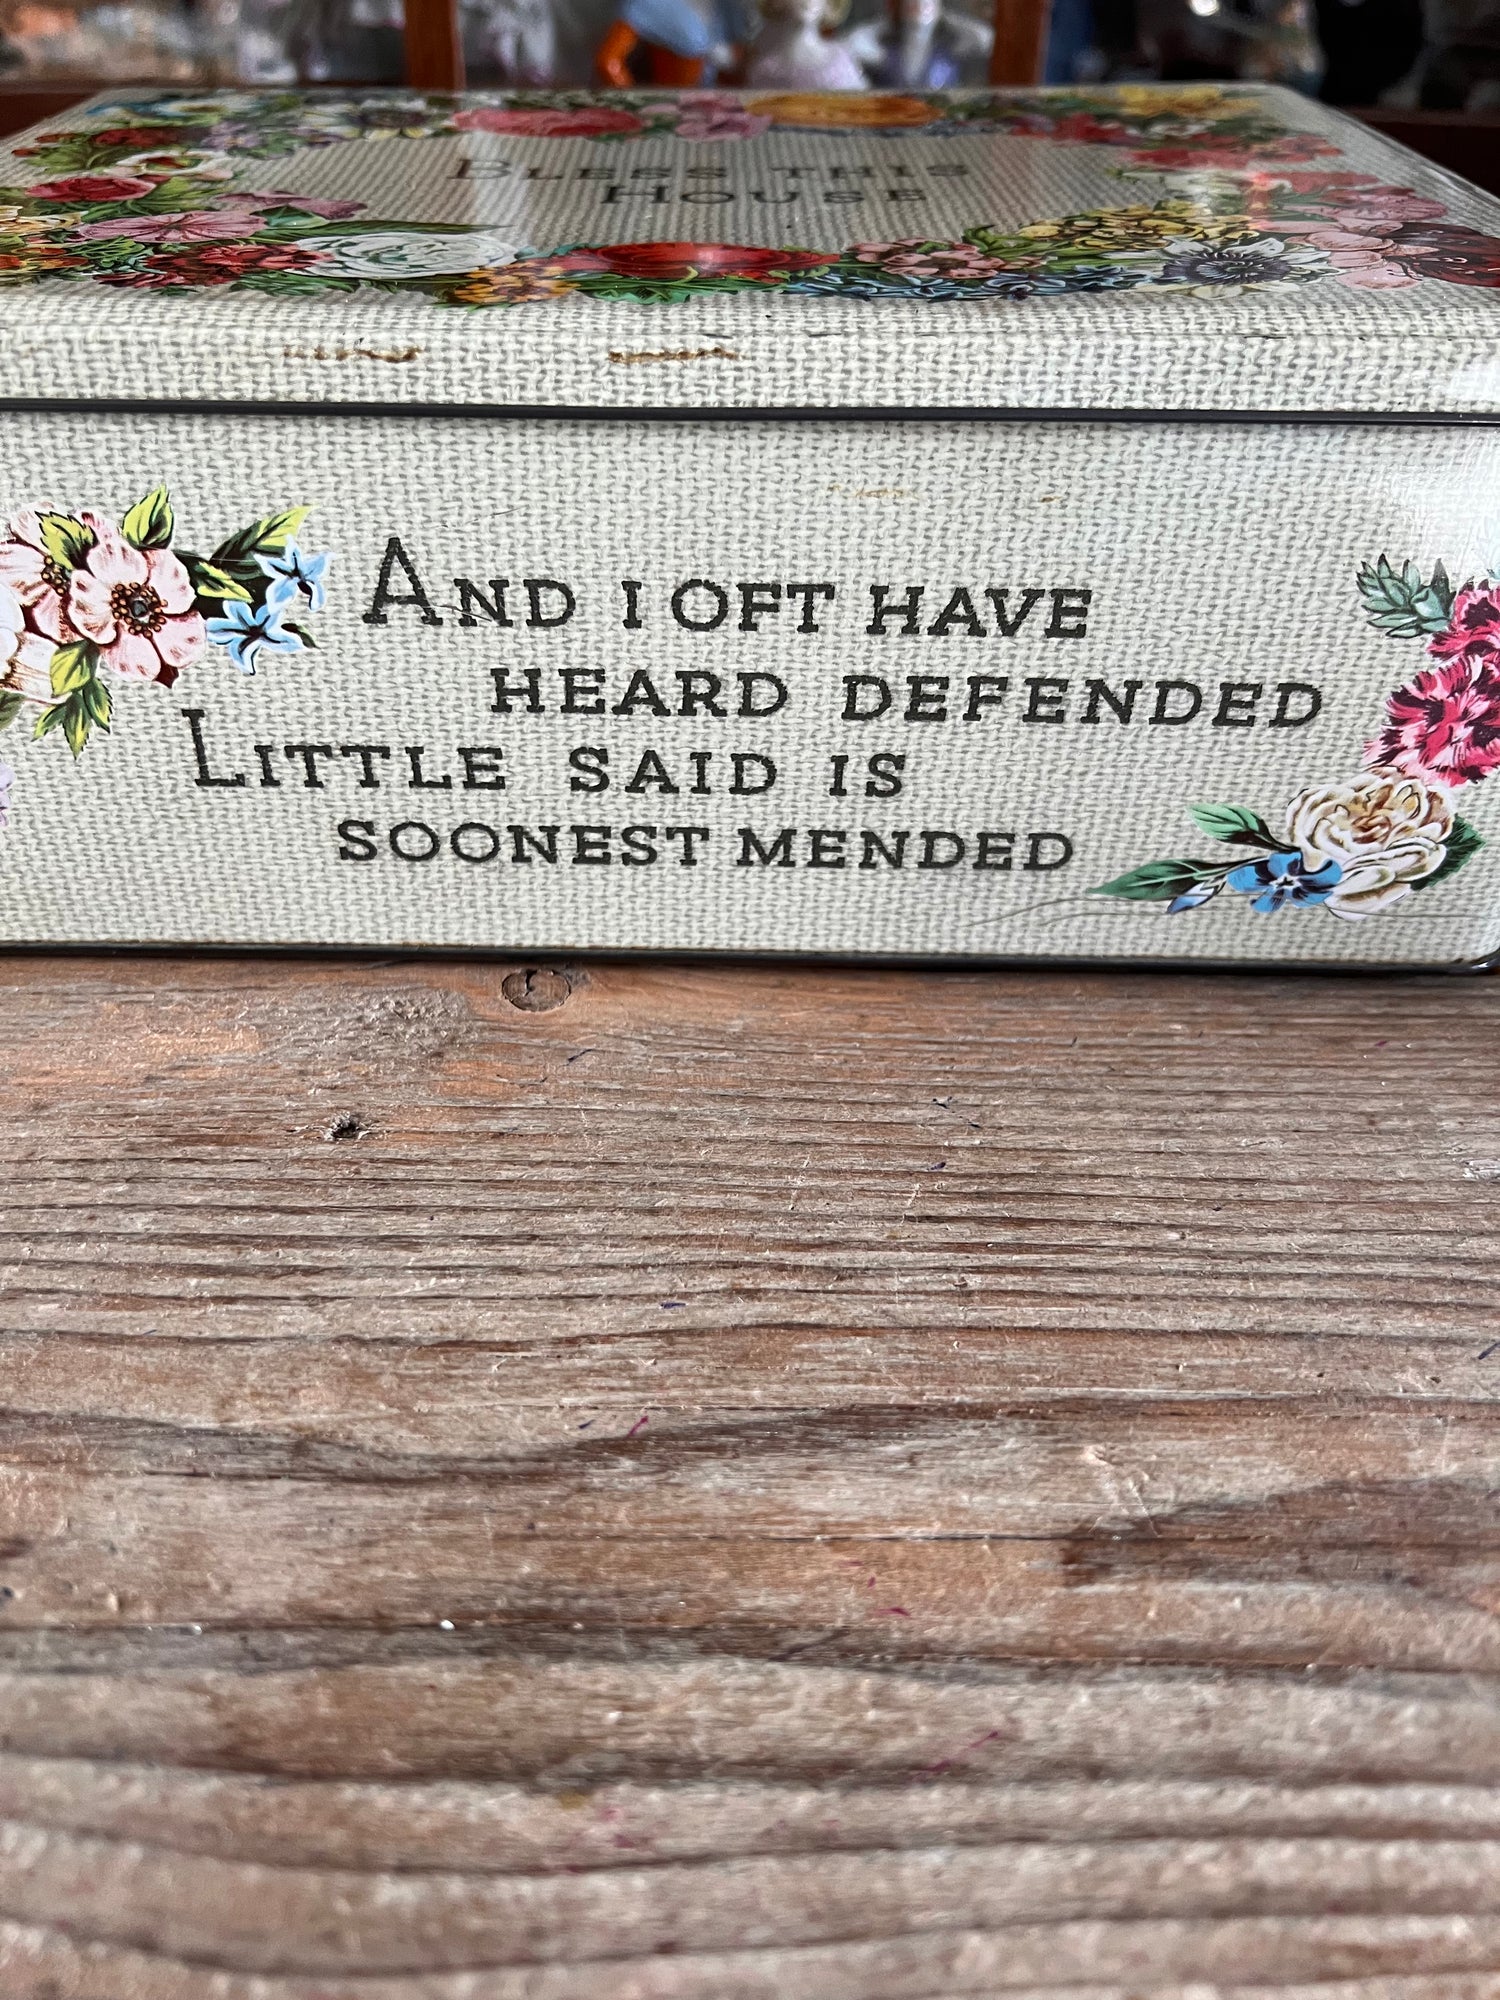 Bless this
House
And I oft have
heard defended
Little said is
soonest mended